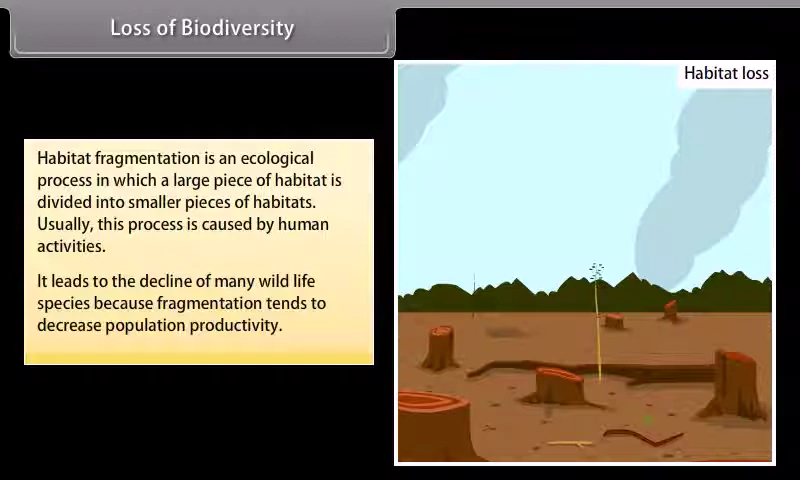 Loss of Biodiversity
Habitat loss
Habitat fragmentation is an ecological
process in which a large piece of habitat is
divided into smaller pieces of habitats.
Usually, this process is caused by human
activities.
It leads to the decline of many wild life
species because fragmentation tends to
decrease population productivity.